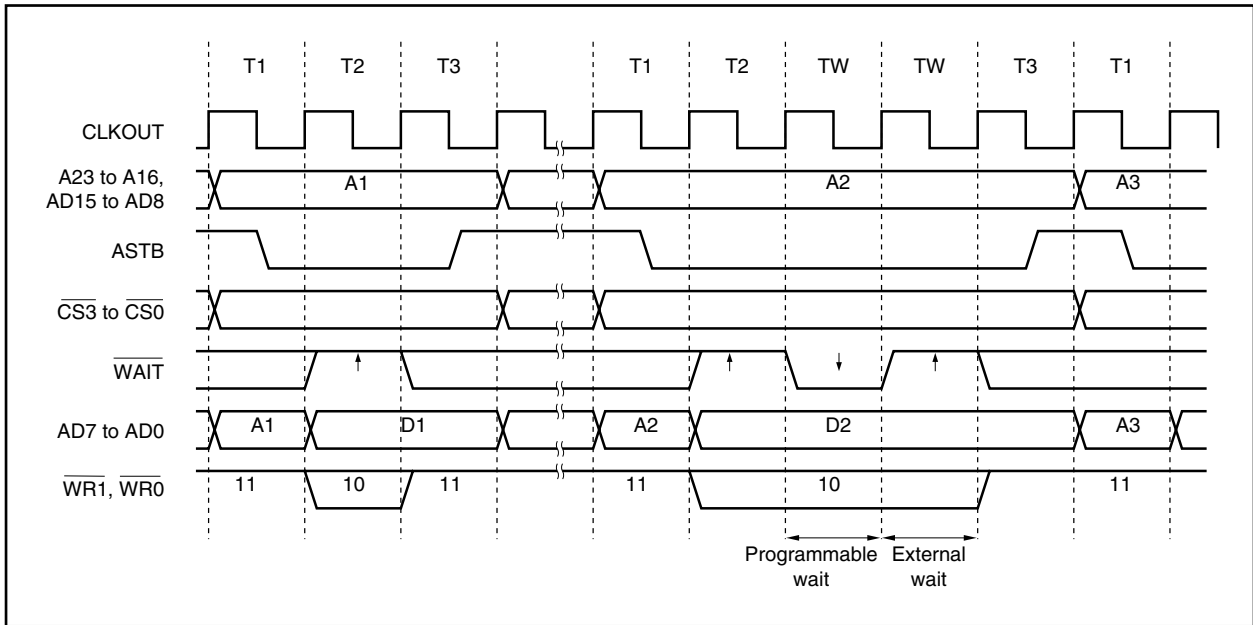 T1 T2 T3 T1 T2 TW TW T3 T1
CLKOUT
A23 to A16,
AD15 to AD8
A1 A2 A3
ASTB
CS3 to CS0
WAIT
AD7 to AD0
A1 D1 A2 D2 A3
WR1, WR0
11 10 11 11 10 11
Programmable
wait
External
wait